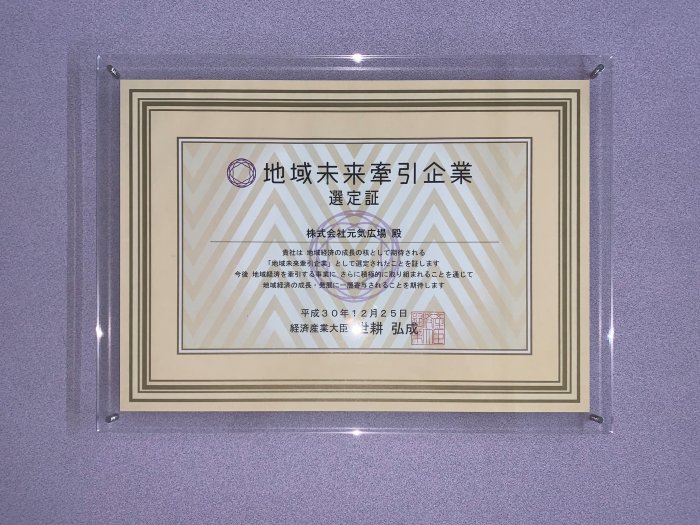 地域未来牽引企業
選定証
株式会社元気広場 殿
貴社は 地域経済の成長の核として期待される
「地域未来牽引企業」として選定されたことを証します
今後 地域経済を牽引する事業に さらに積極的に取り組まれることを通じて
地域経済の成長・発展に一層寄与されることを期待します
平成30年12月25日
経済産業大臣 世耕 弘成